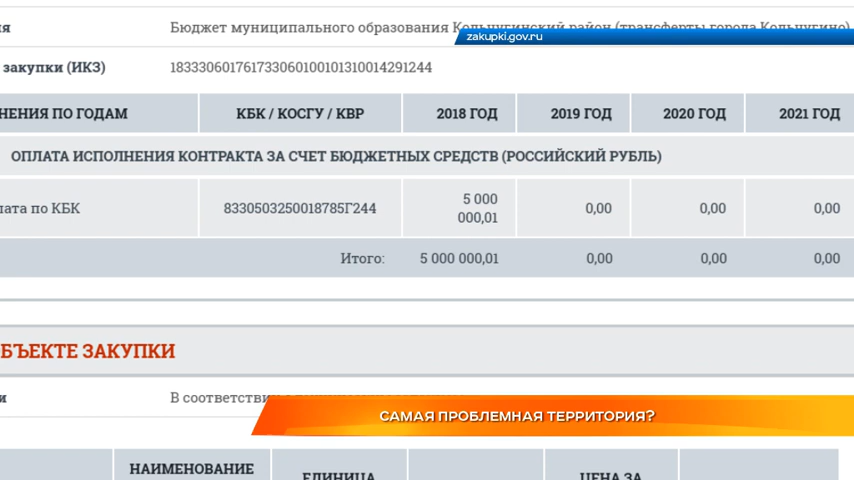 ия
Бюджет муниципального образования Кольчугинский район (трансферты города Кольчугино)
zakupki.gov.ru
закупки (ИКЗ)
183330601761733060100101310014291244
НЕНИЯ ПО ГОДАМ
КБК / КОСГУ / КВР
2018 ГОД
2019 ГОД
2020 ГОД
2021 ГОД
ОПЛАТА ИСПОЛНЕНИЯ КОНТРАКТА ЗА СЧЕТ БЮДЖЕТНЫХ СРЕДСТВ (РОССИЙСКИЙ РУБЛЬ)
лата по КБК
8330503250018785Г244
5 000
000,01
0,00
0,00
0,00
Итого:
5 000 000,01
0,00
0,00
0,00
БЪЕКТЕ ЗАКУПКИ
и
В соответствии
САМАЯ ПРОБЛЕМНАЯ ТЕРРИТОРИЯ?
НАИМЕНОВАНИЕ
ЕДИНИЦА
ЦЕНА ЗА